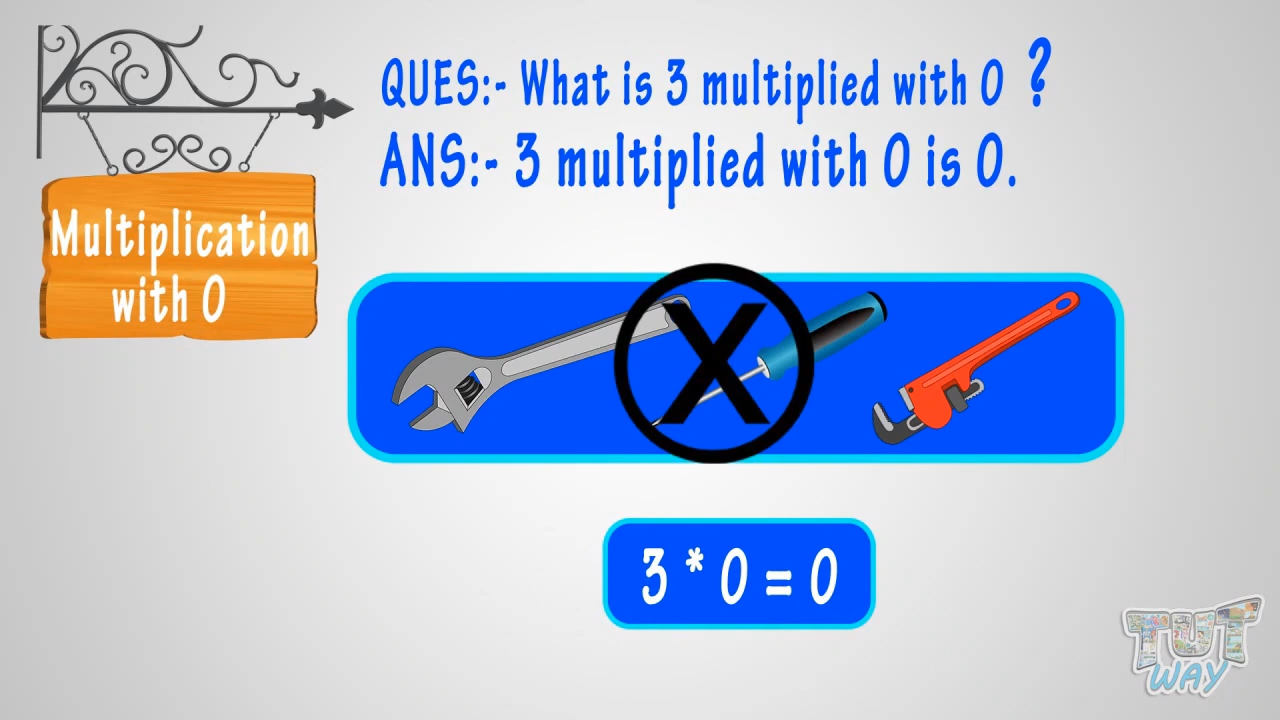 QUES:- What is 3 multiplied with 0 ?
ANS:- 3 multiplied with 0 is 0.
Multiplication
with 0
X
3 * 0 = 0
TUT
WAY